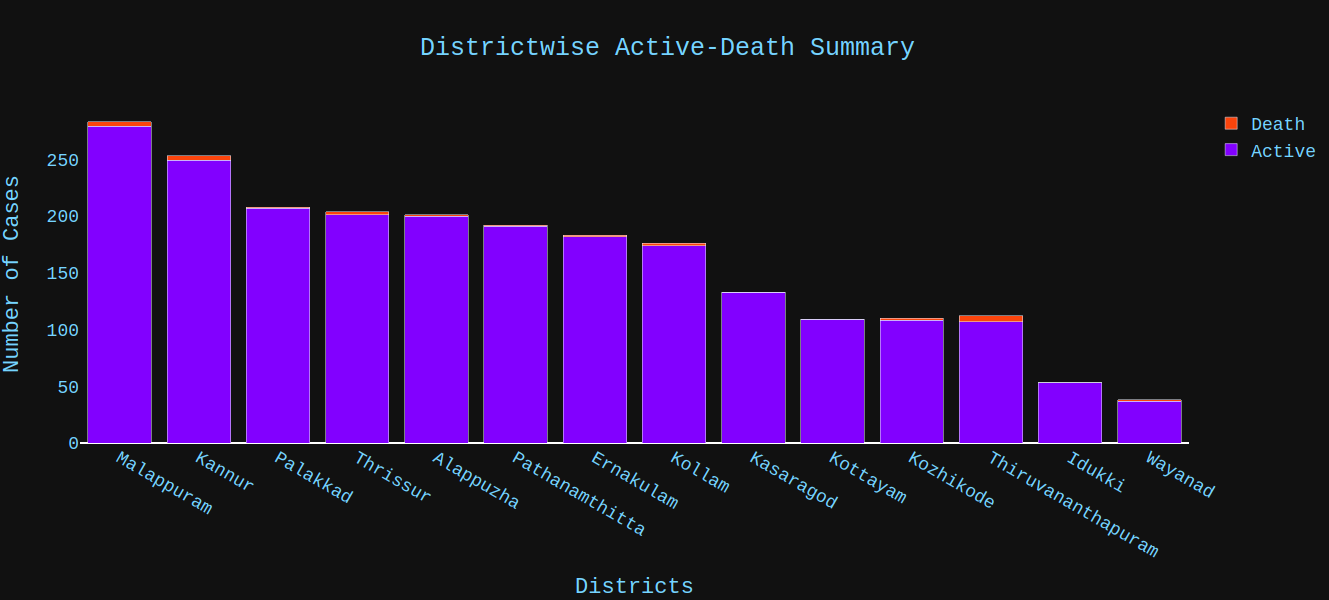 Districtwise Active-Death Summary
Death
Active
Number of Cases
250
200
150
100
50
0
Malappuram
Kannur
Palakkad
Thrissur
Alappuzha
Pathanamthitta
Ernakulam
Kollam
Kasaragod
Kottayam
Kozhikode
Thiruvananthapuram
Idukki
Wayanad
Districts